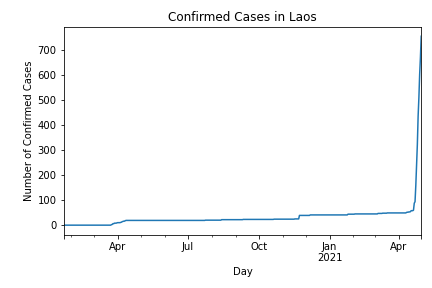 Confirmed Cases in Laos
Number of Confirmed Cases
700
600
500
400
300
200
100
0
Apr Jul Oct Jan Apr
2021
Day